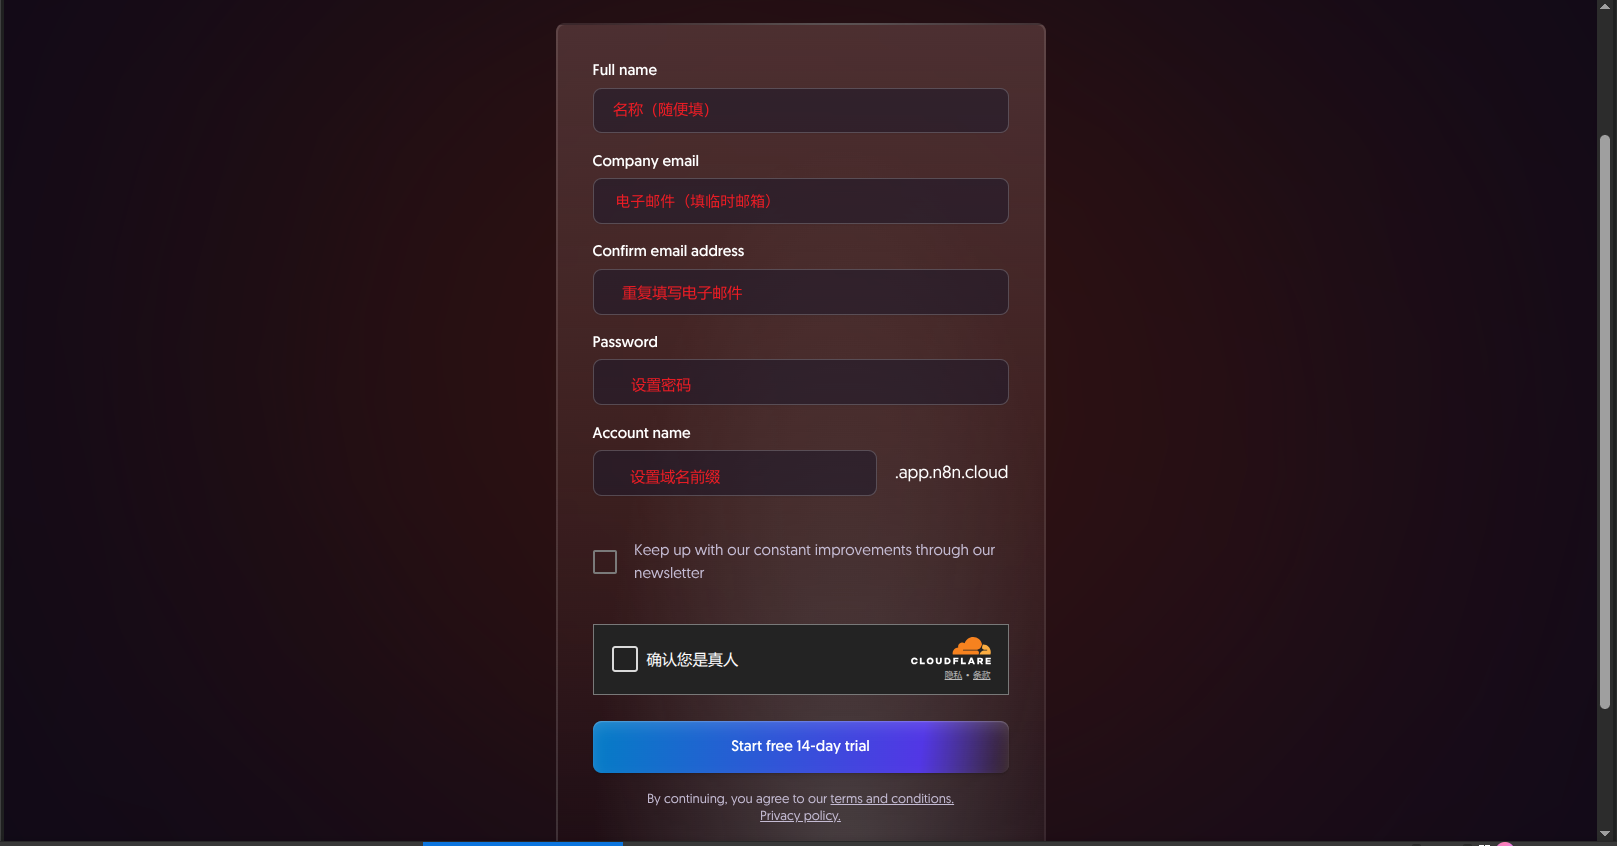 Full name
名称（随便填）
Company email
电子邮件（填临时邮箱）
Confirm email address
重复填写电子邮件
Password
设置密码
Account name
设置域名前缀
.app.n8n.cloud
Keep up with our constant improvements through our
newsletter
确认您是真人
CLOUDFLARE
隐私 • 条款
Start free 14-day trial
By continuing, you agree to our terms and conditions.
Privacy policy.